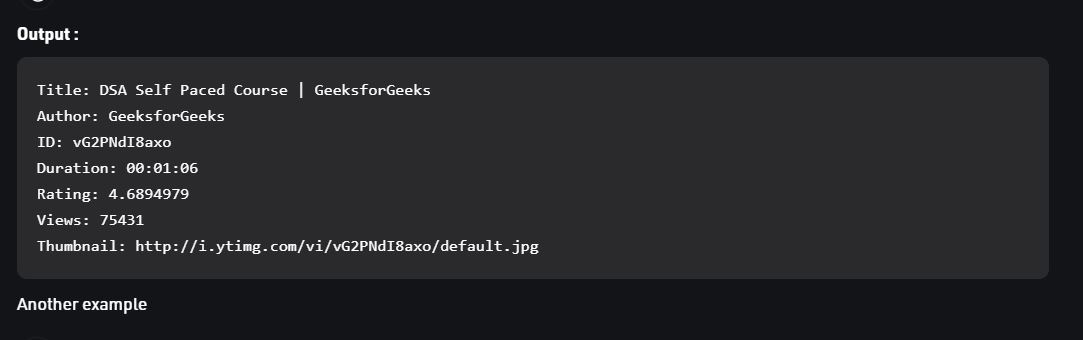 Output :
Title: DSA Self Paced Course | GeeksforGeeks
Author: GeeksforGeeks
ID: vG2PNdI8axo
Duration: 00:01:06
Rating: 4.6894979
Views: 75431
Thumbnail: http://i.ytimg.com/vi/vG2PNdI8axo/default.jpg
Another example